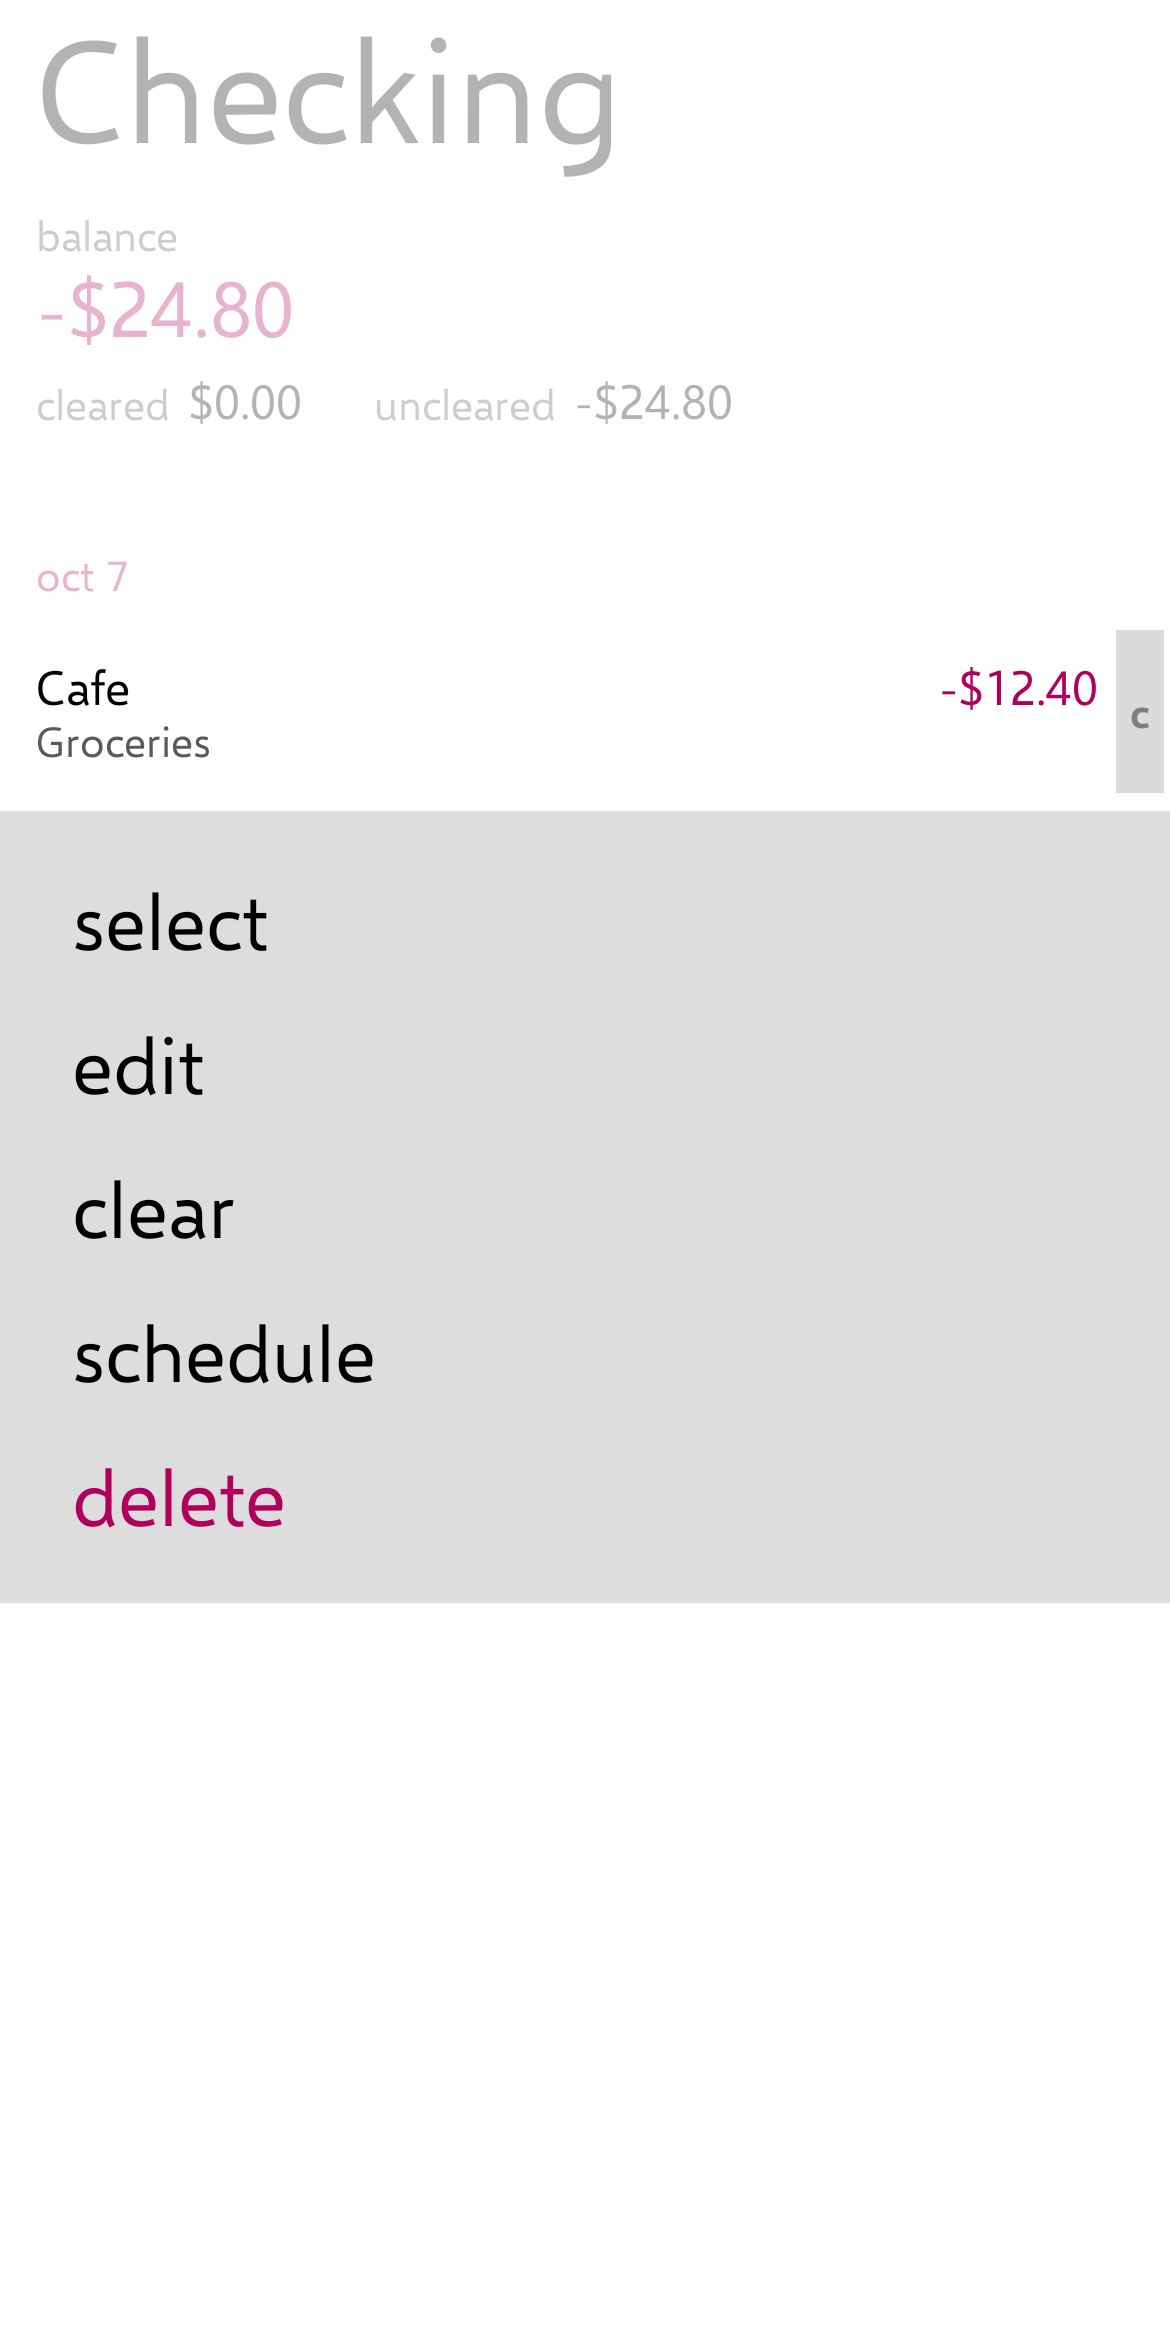 Checking
balance
-$24.80
cleared $0.00 uncleared -$24.80
oct 7
Cafe -$12.40 c
Groceries
select
edit
clear
schedule
delete